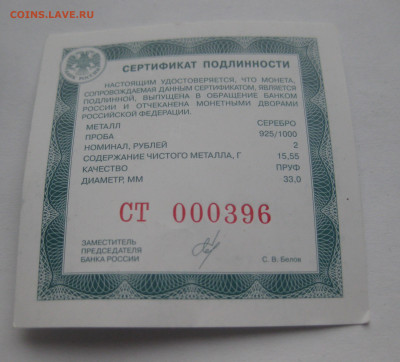 COINS.LAVE.RU
СЕРТИФИКАТ ПОДЛИННОСТИ
НАСТОЯЩИМ УДОСТОВЕРЯЕТСЯ, ЧТО МОНЕТА,
СОПРОВОЖДАЕМАЯ ДАННЫМ СЕРТИФИКАТОМ, ЯВЛЯЕТСЯ
ПОДЛИННОЙ, ВЫПУЩЕНА В ОБРАЩЕНИЕ БАНКОМ
РОССИИ И ОТЧЕКАНЕНА МОНЕТНЫМИ ДВОРАМИ
РОССИЙСКОЙ ФЕДЕРАЦИИ.
МЕТАЛЛ СЕРЕБРО
ПРОБА 925/1000
НОМИНАЛ, РУБЛЕЙ 2
СОДЕРЖАНИЕ ЧИСТОГО МЕТАЛЛА, Г 15,55
КАЧЕСТВО ПРУФ
ДИАМЕТР, ММ 33,0
СТ 000396
ЗАМЕСТИТЕЛЬ
ПРЕДСЕДАТЕЛЯ
БАНКА РОССИИ С. В. Белов